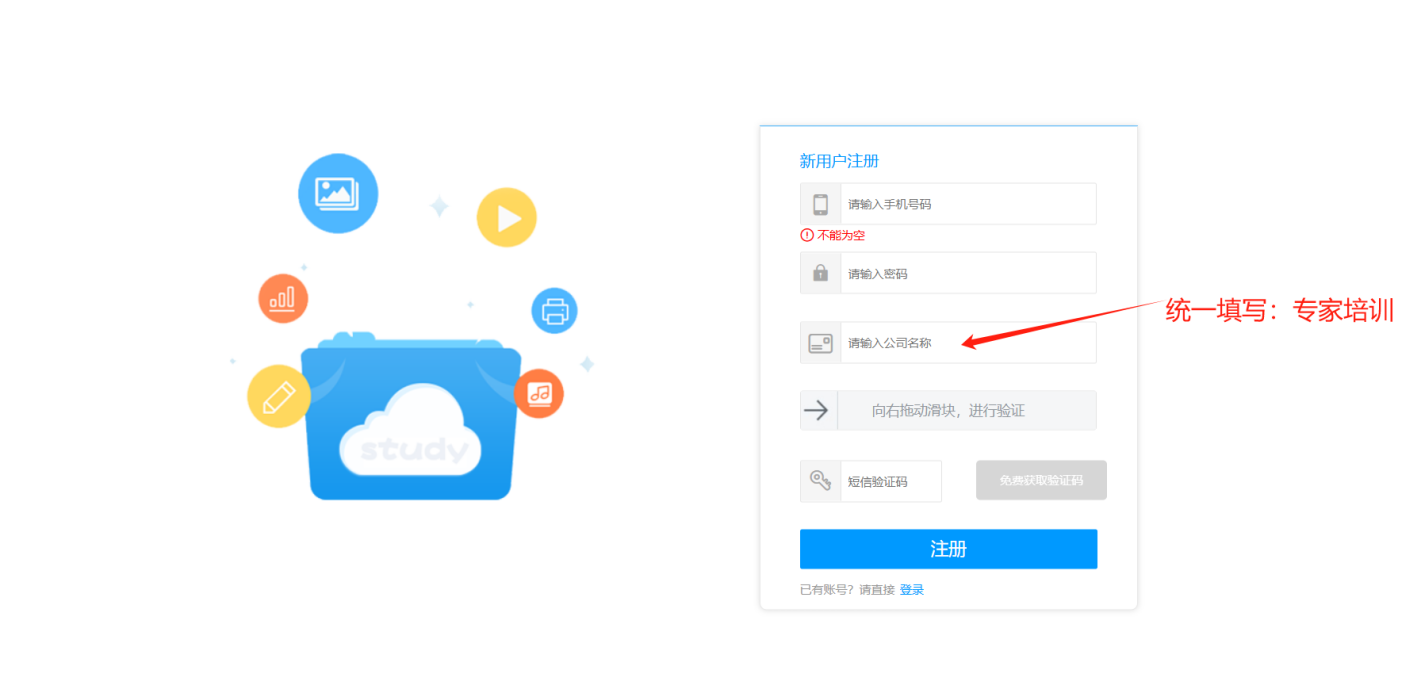 新用户注册
请输入手机号码
不能为空
请输入密码
统一填写：专家培训
请输入公司名称
向右拖动滑块，进行验证
短信验证码
免费获取验证码
注册
已有账号？请直接 登录
study